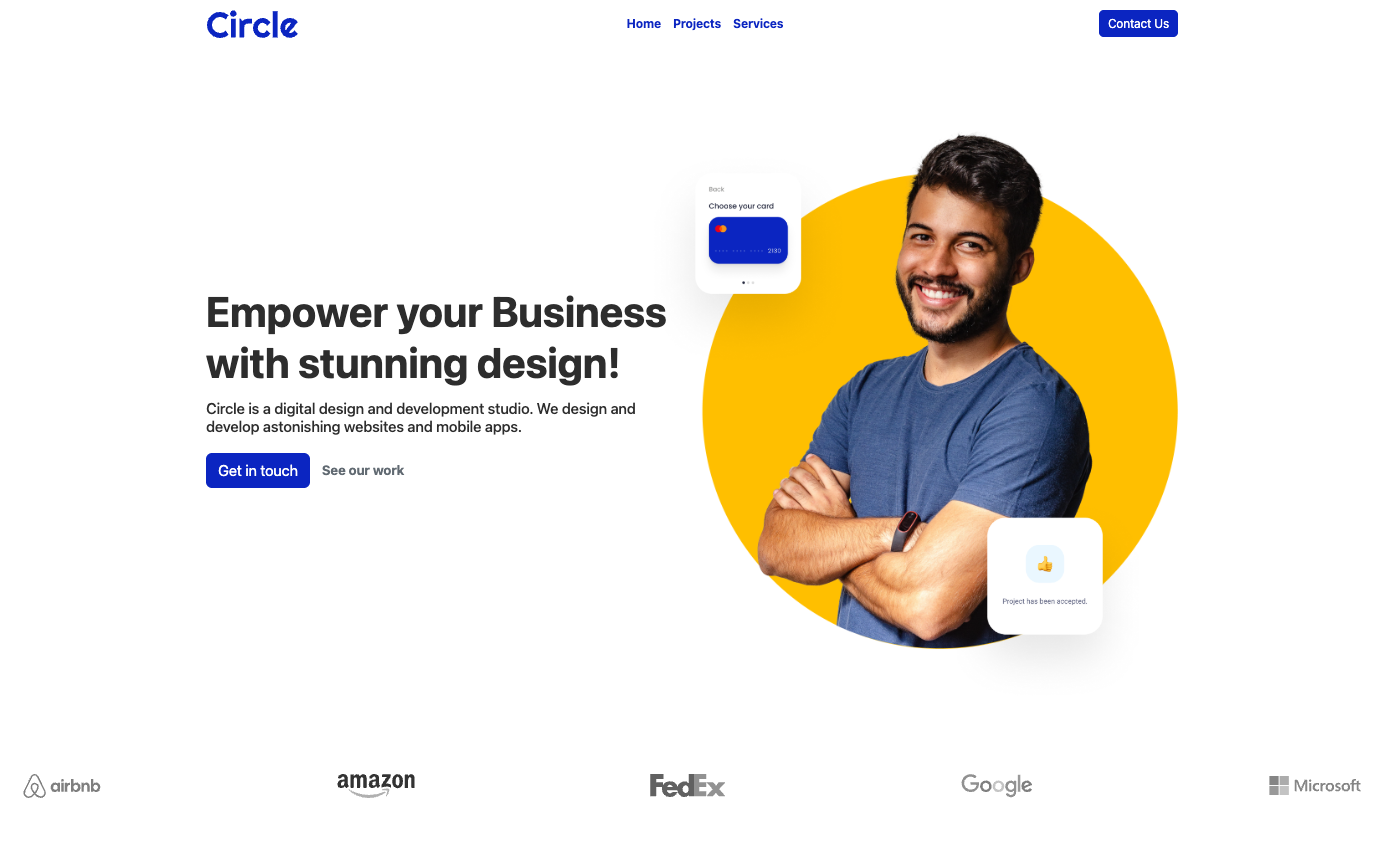 Circle
Home Projects Services
Contact Us
Back
Choose your card
2180
Empower your Business
with stunning design!
Circle is a digital design and development studio. We design and
develop astonishing websites and mobile apps.
Get in touch
See our work
Project has been accepted.
airbnb
amazon
FedEx
Google
Microsoft